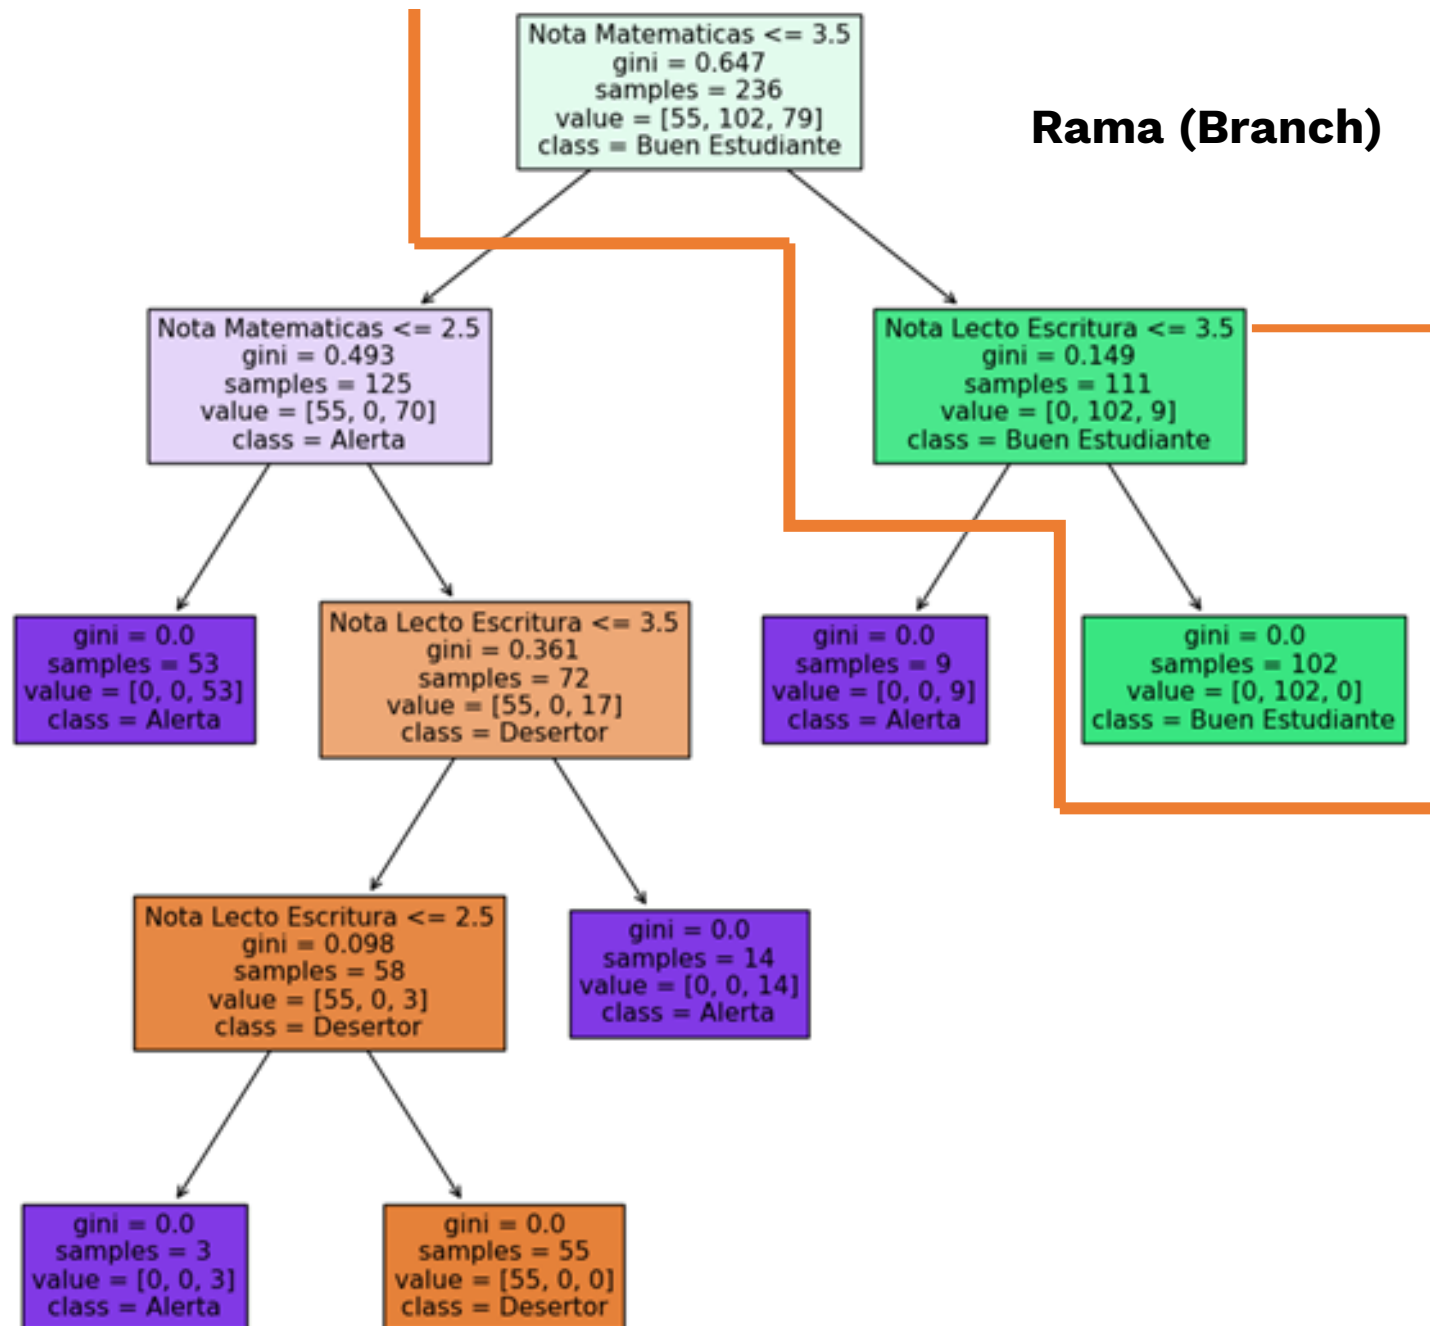 Nota Matematicas <= 3.5
gini = 0.647
samples = 236
value = [55, 102, 79]
class = Buen Estudiante
Rama (Branch)
Nota Matematicas <= 2.5
gini = 0.493
samples = 125
value = [55, 0, 70]
class = Alerta
Nota Lecto Escritura <= 3.5
gini = 0.149
samples = 111
value = [0, 102, 9]
class = Buen Estudiante
gini = 0.0
samples = 53
value = [0, 0, 53]
class = Alerta
Nota Lecto Escritura <= 3.5
gini = 0.361
samples = 72
value = [55, 0, 17]
class = Desertor
gini = 0.0
samples = 9
value = [0, 0, 9]
class = Alerta
gini = 0.0
samples = 102
value = [0, 102, 0]
class = Buen Estudiante
Nota Lecto Escritura <= 2.5
gini = 0.098
samples = 58
value = [55, 0, 3]
class = Desertor
gini = 0.0
samples = 14
value = [0, 0, 14]
class = Alerta
gini = 0.0
samples = 3
value = [0, 0, 3]
class = Alerta
gini = 0.0
samples = 55
value = [55, 0, 0]
class = Desertor